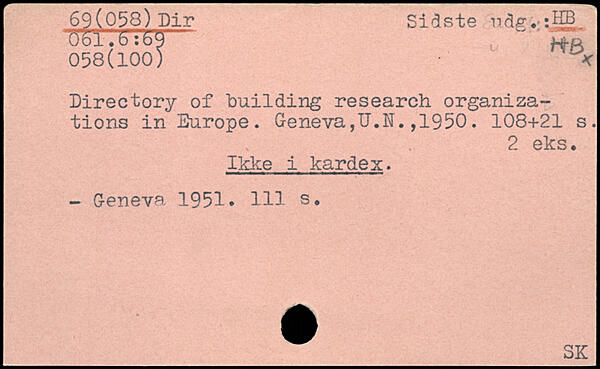 69(058) Dir Sidste udg.: HB
061.6:69 HB x
058(100)
Directory of building research organiza-
tions in Europe. Geneva,U.N.,1950. 108+21 s.
2 eks.
Ikke i kardex.
- Geneva 1951. 111 s.
SK